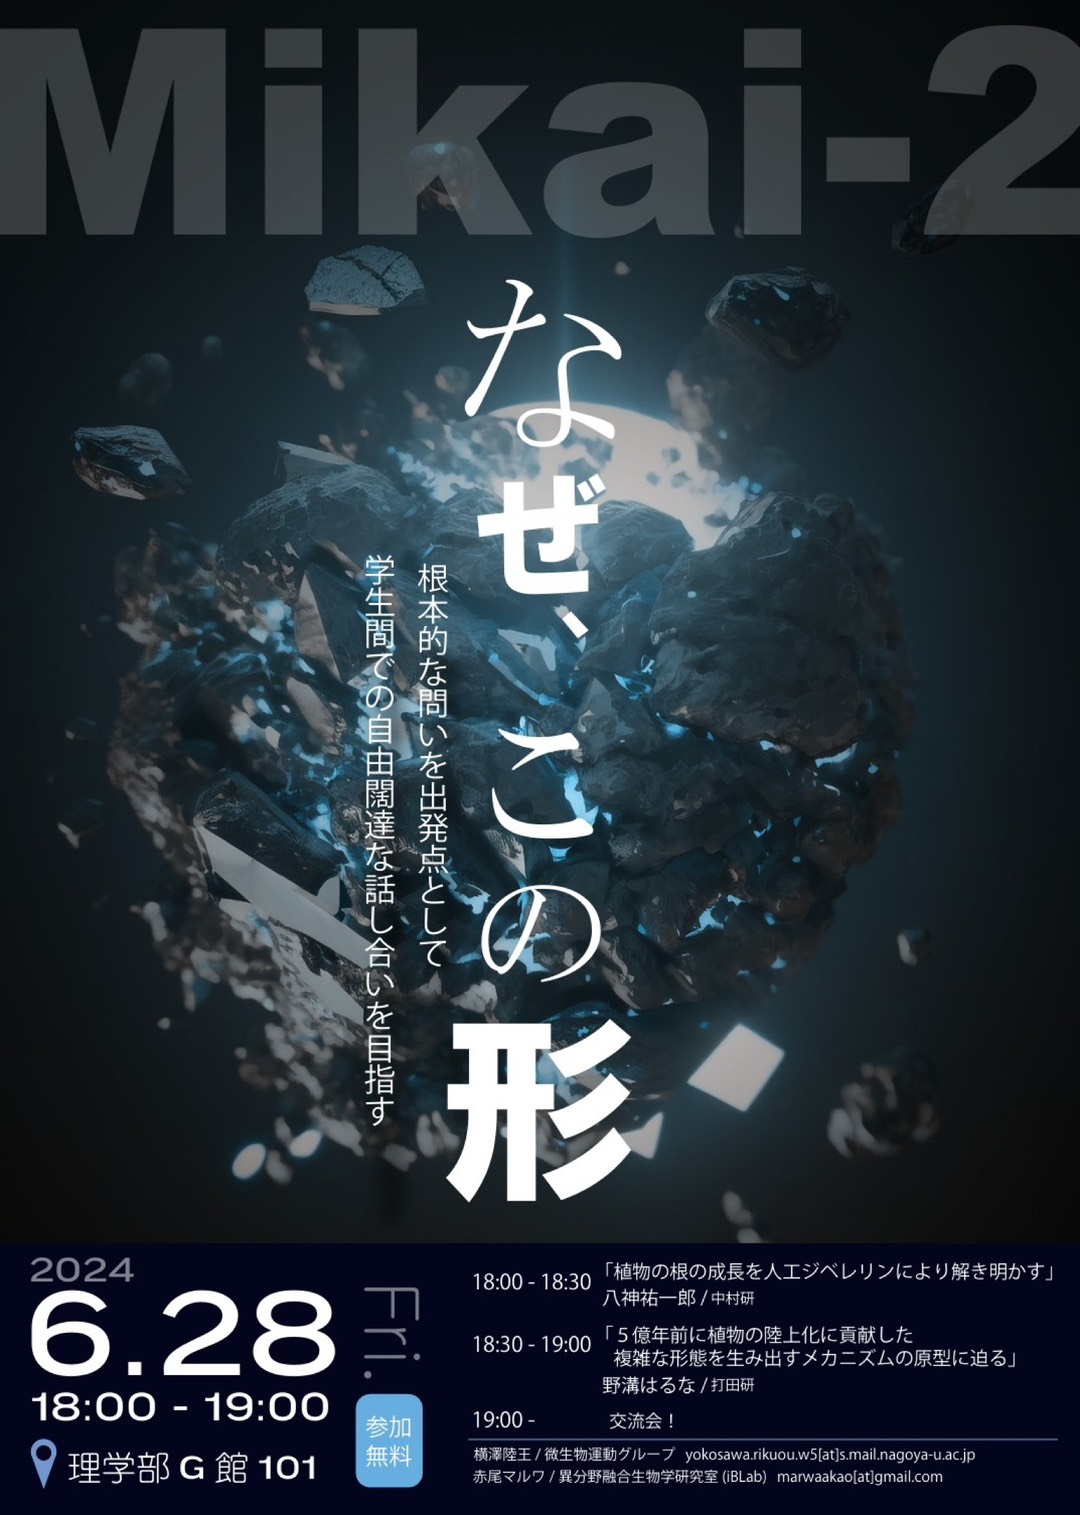 Mikai-2
なぜ、この形
根本的な問いを出発点として
学生間での自由闊達な話し合いを目指す
2024
6.28
Fri.
18:00 - 19:00
理学部 G 館 101
参加
無料
18:00 - 18:30
「植物の根の成長を人工ジベレリンにより解き明かす」
八神祐一郎 / 中村研
18:30 - 19:00
「５億年前に植物の陸上化に貢献した
複雑な形態を生み出すメカニズムの原型に迫る」
野溝はるな / 打田研
19:00 -
交流会！
横澤陸王 / 微生物運動グループ yokosawa.rikuou.w5[at]s.mail.nagoya-u.ac.jp
赤尾マルワ / 異分野融合生物学研究室 (iBLab) marwaakao[at]gmail.com